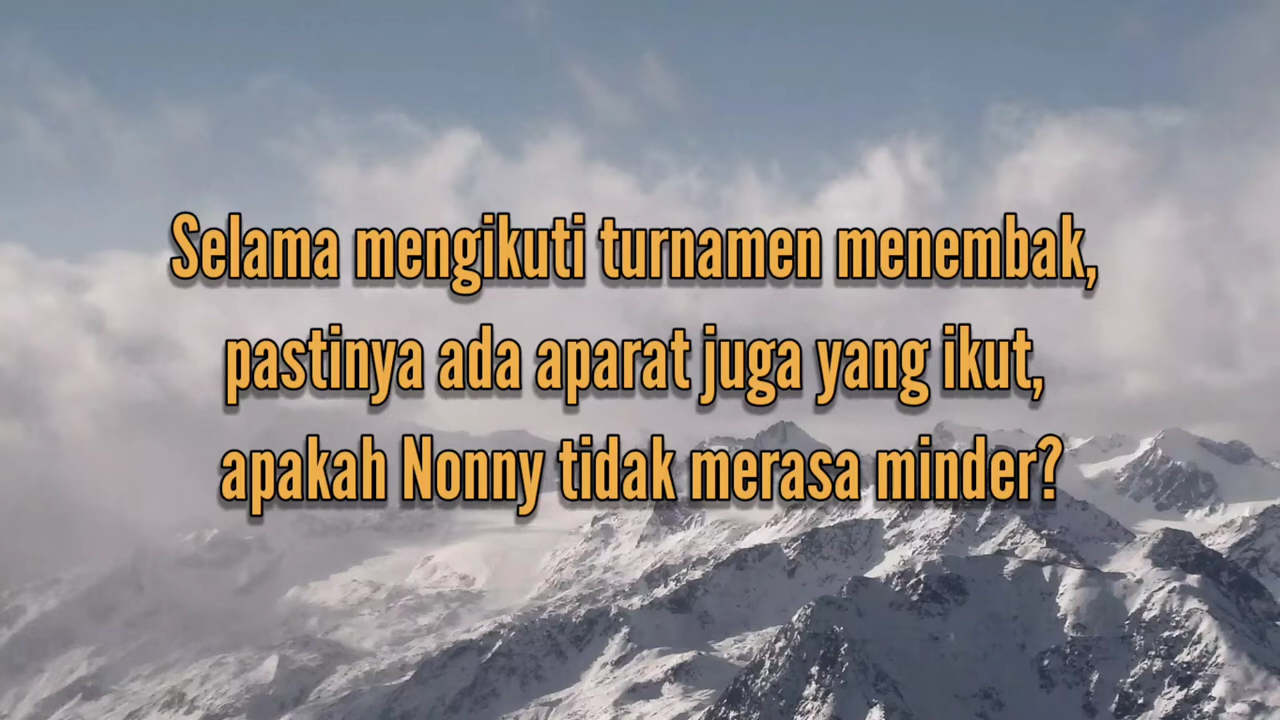 Selama mengikuti turnamen menembak,
pastinya ada aparat juga yang ikut,
apakah Nonny tidak merasa minder?